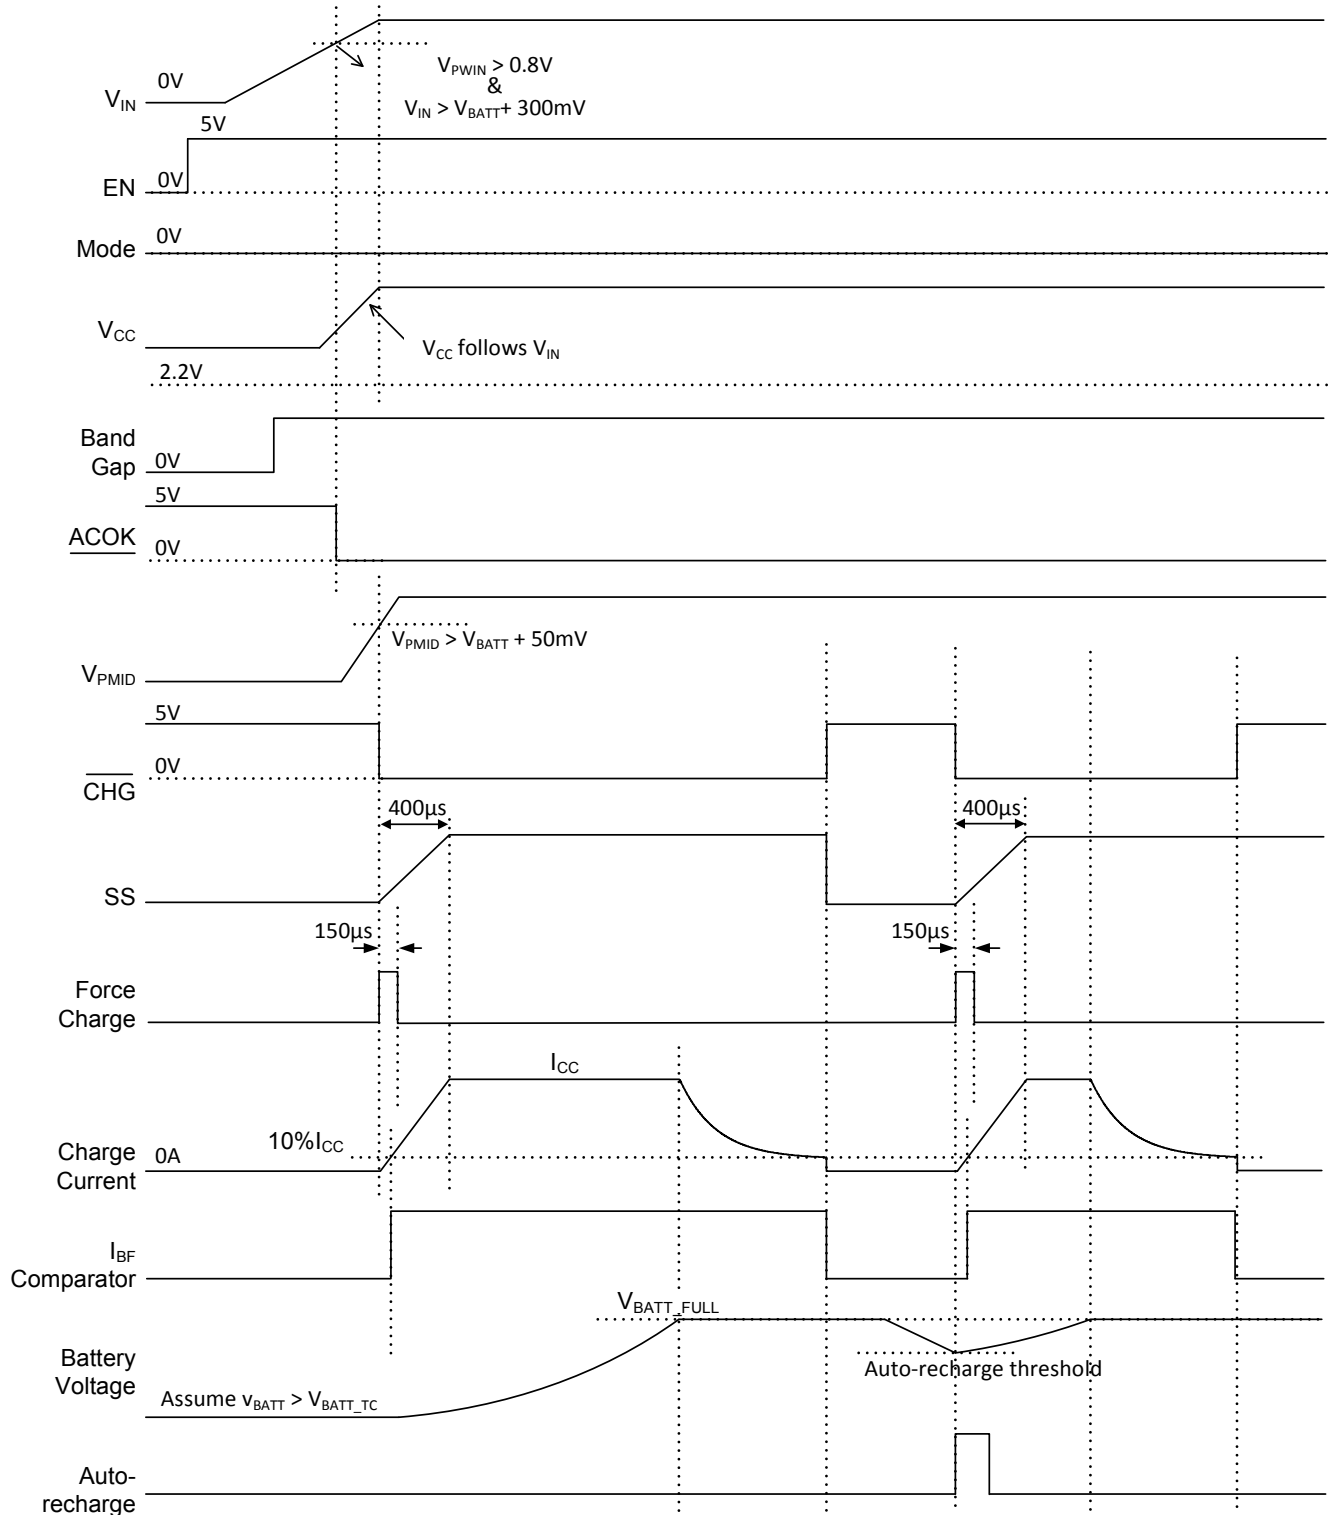 V_PWIN > 0.8V
&
V_IN > V_BATT + 300mV
0V
V_IN
5V
EN
0V
Mode
0V
V_CC
V_CC follows V_IN
2.2V
Band
Gap
0V
5V
ACOK
0V
V_PMID > V_BATT + 50mV
V_PMID
5V
0V
CHG
400µs
400µs
SS
150µs
150µs
Force
Charge
I_CC
10%I_CC
Charge
Current
0A
I_BF
Comparator
V_BATT_FULL
Battery
Voltage
Auto-recharge threshold
Assume v_BATT > V_BATT_TC
Auto-
recharge